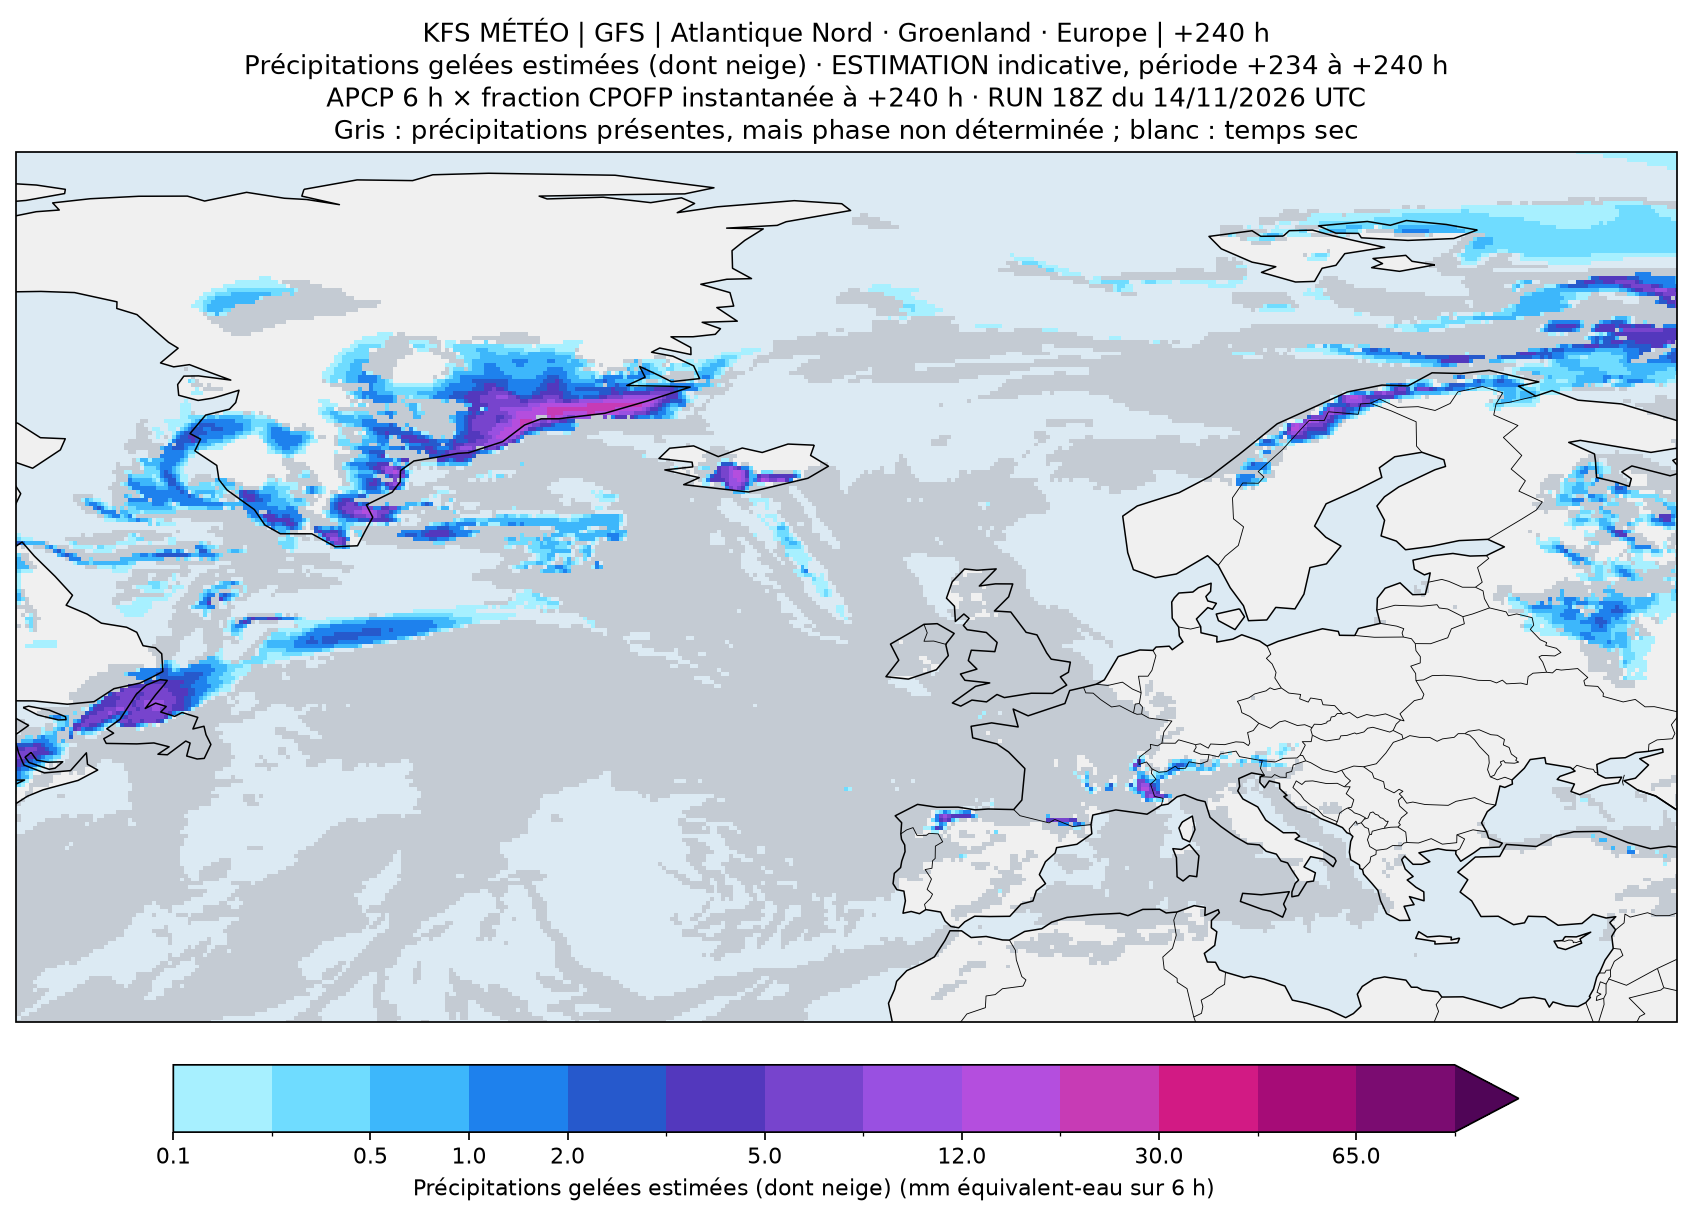 KFS MÉTÉO | GFS | Atlantique Nord · Groenland · Europe | +240 h
Précipitations gelées estimées (dont neige) · ESTIMATION indicative, période +234 à +240 h
APCP 6 h × fraction CPOFP instantanée à +240 h · RUN 18Z du 14/11/2026 UTC
Gris : précipitations présentes, mais phase non déterminée ; blanc : temps sec
0.1 0.5 1.0 2.0 5.0 12.0 30.0 65.0
Précipitations gelées estimées (dont neige) (mm équivalent-eau sur 6 h)